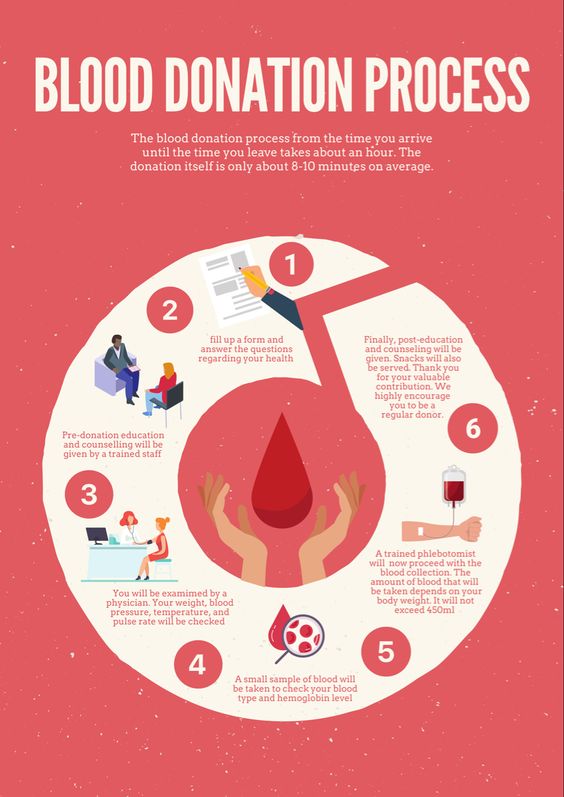 BLOOD DONATION PROCESS
The blood donation process from the time you arrive
until the time you leave takes about an hour. The
donation itself is only about 8-10 minutes on average.
1
fill up a form and
answer the questions
regarding your health
2
Pre-donation education
and counselling will be
given by a trained staff
3
You will be examimed by a
physician. Your weight, blood
pressure, temperature, and
pulse rate will be checked
4
A small sample of blood will
be taken to check your blood
type and hemoglobin level
5
A trained phlebotomist
will now proceed with the
blood collection. The
amount of blood that will
be taken depends on your
body weight. It will not
exceed 450ml
6
Finally, post-education
and counseling will be
given. Snacks will also
be served. Thank you
for your valuable
contribution. We
highly encourage
you to be a
regular donor.